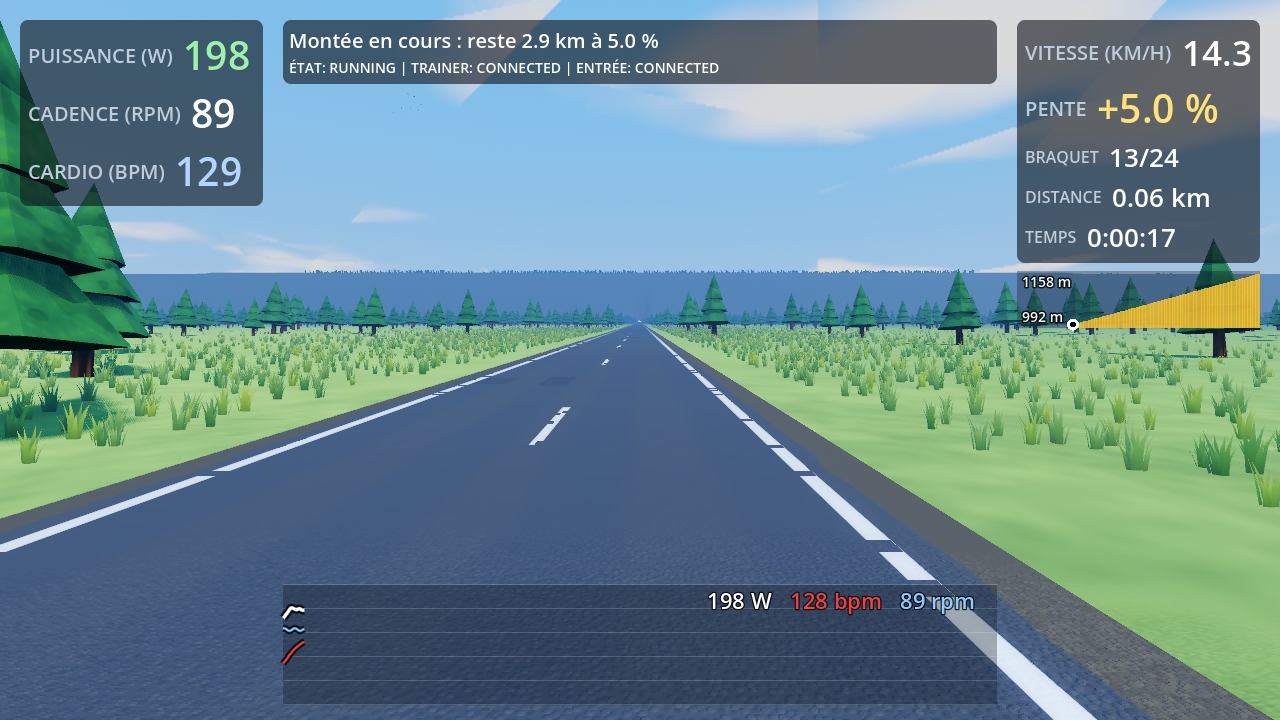 PUISSANCE (W) 198
CADENCE (RPM) 89
CARDIO (BPM) 129
Montée en cours : reste 2.9 km à 5.0 %
ÉTAT: RUNNING | TRAINER: CONNECTED | ENTRÉE: CONNECTED
VITESSE (KM/H) 14.3
PENTE +5.0 %
BRAQUET 13/24
DISTANCE 0.06 km
TEMPS 0:00:17
1158 m
992 m
198 W 128 bpm 89 rpm